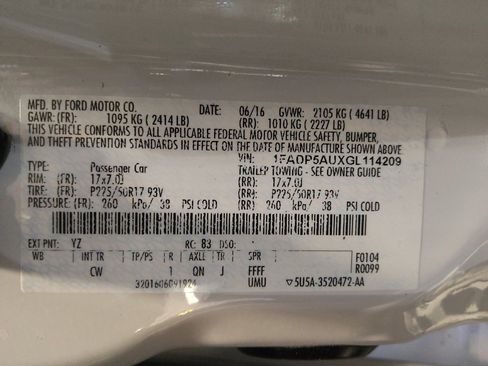 MFD. BY FORD MOTOR CO. DATE: 06/16 GVWR: 2105 KG ( 4641 LB)
GAWR: (FR) 1095 KG ( 2414 LB) (RR): 1010 KG ( 2227 LB)
THIS VEHICLE CONFORMS TO ALL APPLICABLE FEDERAL MOTOR VEHICLE SAFETY, BUMPER,
AND THEFT PREVENTION STANDARDS IN EFFECT ON THE DATE OF MANUFACTURE SHOWN ABOVE.
VIN: 1FADP5AUXGL114209
TYPE: Passenger Car TRAILER TOWING - SEE OWNER GUIDE
RIM: (FR) 17x7.0J (RR) 17x7.0J
TIRE: (FR) P225/50R17 93V (RR) P225/50R17 93V
PRESSURE: (FR) 260 kPa/ 38 PSI COLD (RR) 260 kPa/ 38 PSI COLD
EXT PNT: YZ RC: 83 DSO:
WB INT TR TP/PS R AXLE TR SPR F0104
CW 1 QN J FFFF R0099
3201606091924 UMU ▽5U5A-3520472-AA